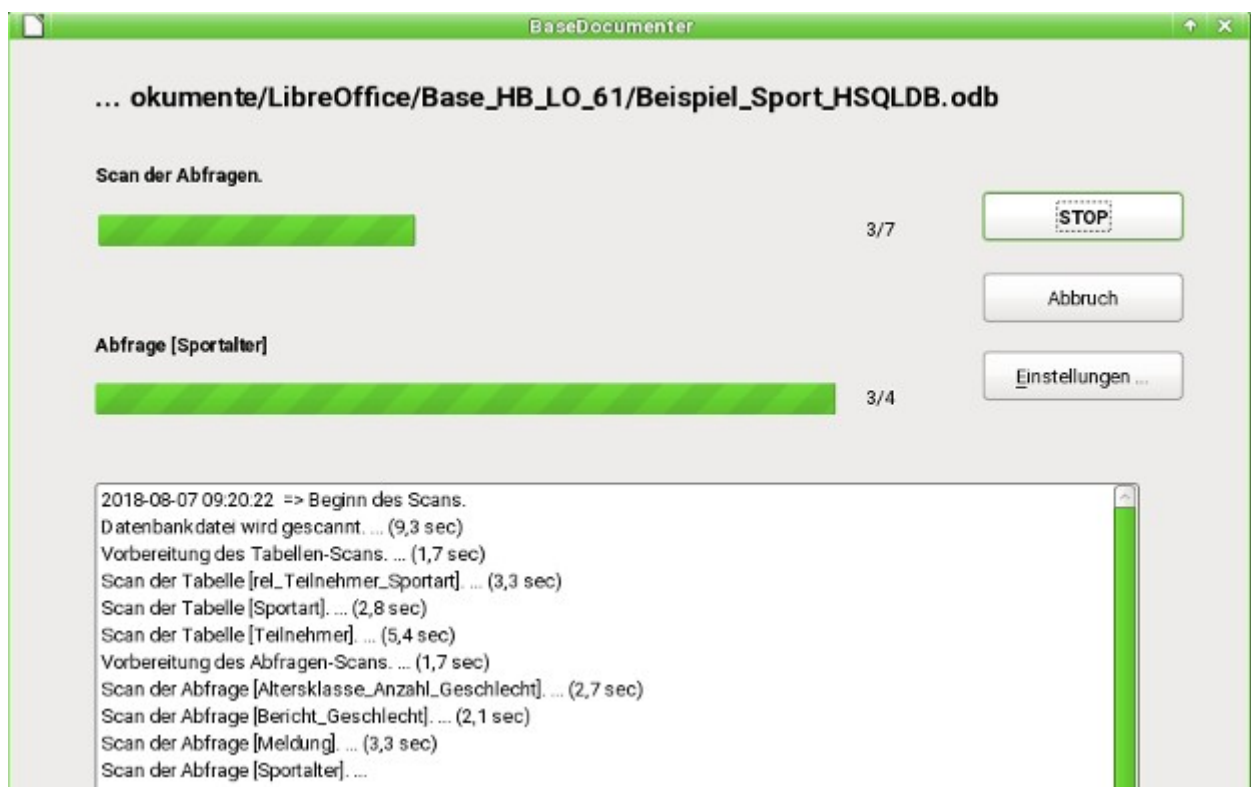 BaseDocumenter
... okumente/LibreOffice/Base_HB_LO_61/Beispiel_Sport_HSQLDB.odb
Scan der Abfragen.
3/7
STOP
Abbruch
Abfrage [Sportalter]
3/4
Einstellungen ...
2018-08-07 09:20:22 => Beginn des Scans.
Datenbankdatei wird gescannt. ... (9,3 sec)
Vorbereitung des Tabellen-Scans. ... (1,7 sec)
Scan der Tabelle [rel_Teilnehmer_Sportart]. ... (3,3 sec)
Scan der Tabelle [Sportart]. ... (2,8 sec)
Scan der Tabelle [Teilnehmer]. ... (5,4 sec)
Vorbereitung des Abfragen-Scans. ... (1,7 sec)
Scan der Abfrage [Altersklasse_Anzahl_Geschlecht]. ... (2,7 sec)
Scan der Abfrage [Bericht_Geschlecht]. ... (2,1 sec)
Scan der Abfrage [Meldung]. ... (3,3 sec)
Scan der Abfrage [Sportalter]. ...